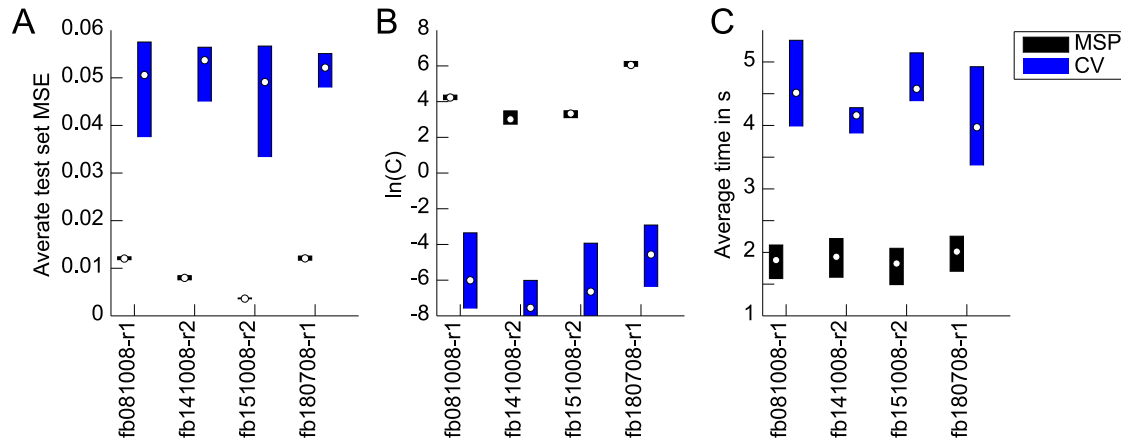 A
Averate test set MSE
0.06
0.05
0.04
0.03
0.02
0.01
0
fb081008-r1
fb141008-r2
fb151008-r2
fb180708-r1
B
ln(C)
8
6
4
2
0
-2
-4
-6
-8
fb081008-r1
fb141008-r2
fb151008-r2
fb180708-r1
C
Average time in s
5
4
3
2
1
fb081008-r1
fb141008-r2
fb151008-r2
fb180708-r1
MSP
CV